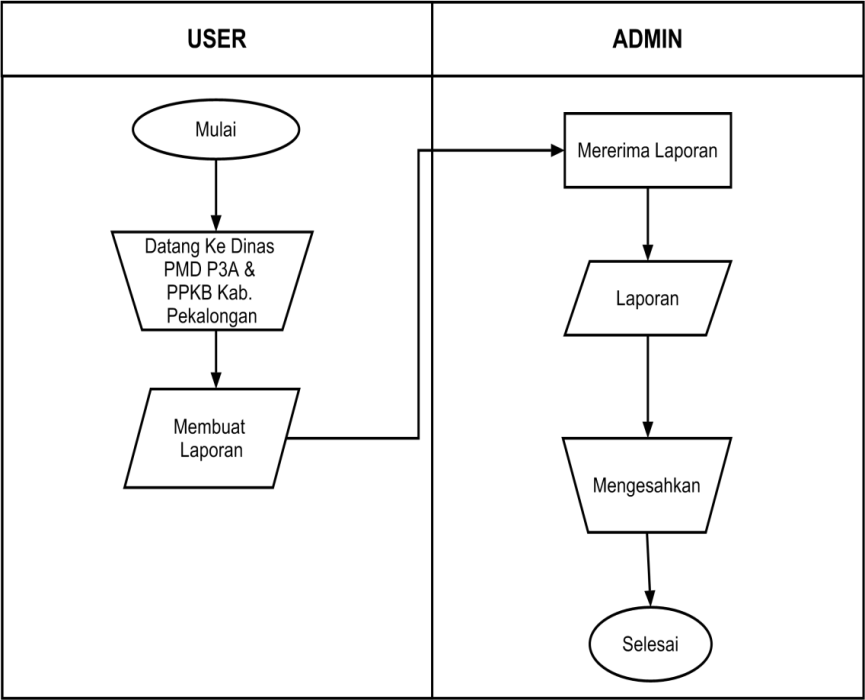 USER
ADMIN
Mulai
Datang Ke Dinas
PMD P3A &
PPKB Kab.
Pekalongan
Membuat
Laporan
Mererima Laporan
Laporan
Mengesahkan
Selesai